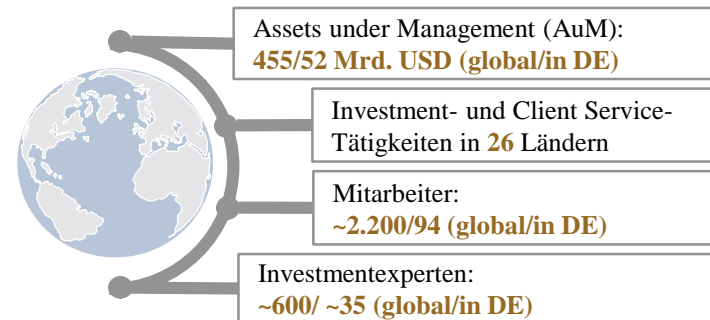 Assets under Management (AuM):
455/52 Mrd. USD (global/in DE)
Investment- und Client Service-
Tätigkeiten in 26 Ländern
Mitarbeiter:
~2.200/94 (global/in DE)
Investmentexperten:
~600/ ~35 (global/in DE)